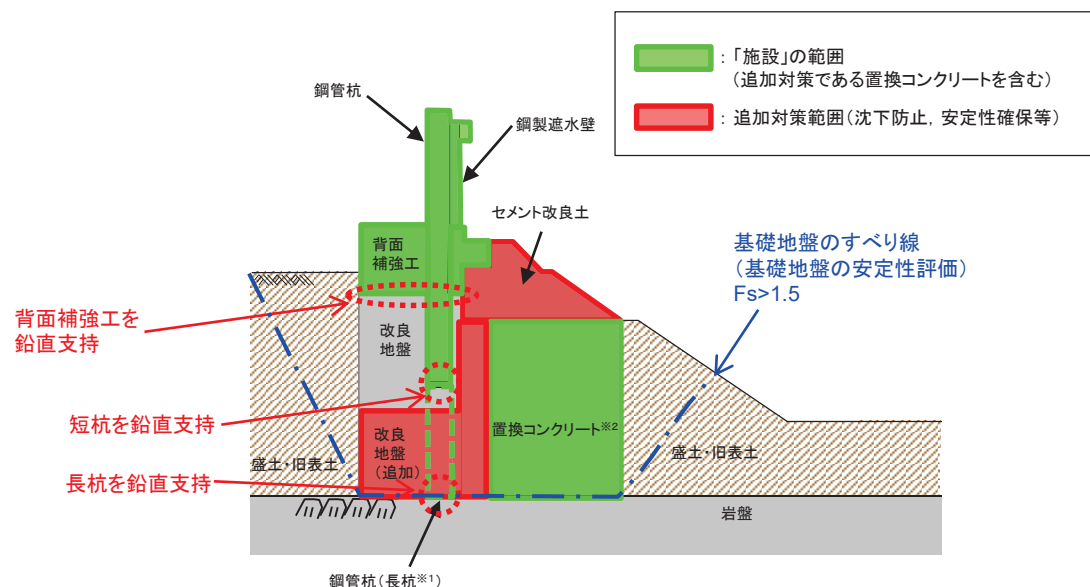 ：「施設」の範囲
（追加対策である置換コンクリートを含む）
：追加対策範囲（沈下防止，安定性確保等）
鋼管杭
鋼製遮水壁
セメント改良土
背面
補強工
基礎地盤のすべり線
（基礎地盤の安定性評価）
Fs>1.5
背面補強工を
鉛直支持
改良
地盤
短杭を鉛直支持
改良
地盤
（追加）
置換コンクリート※2
盛土・旧表土
盛土・旧表土
長杭を鉛直支持
岩盤
鋼管杭（長杭※1）